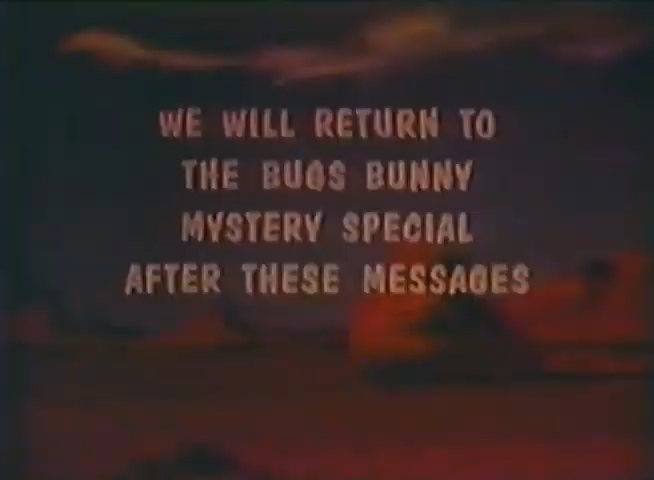 WE WILL RETURN TO
THE BUGS BUNNY
MYSTERY SPECIAL
AFTER THESE MESSAGES